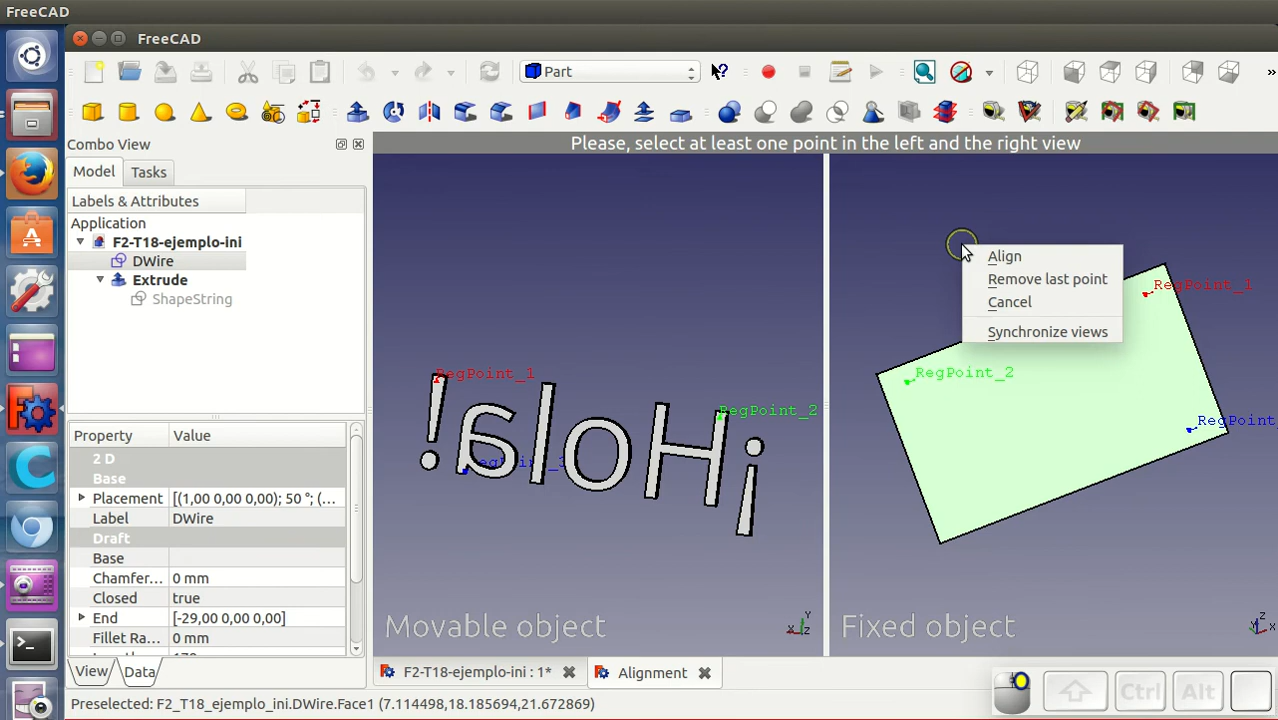 FreeCAD
FreeCAD
Part
»
Combo View
Please, select at least one point in the left and the right view
Model
Tasks
Labels & Attributes
Application
F2-T18-ejemplo-ini
DWire
Extrude
ShapeString
Align
Remove last point
Cancel
Synchronize views
RegPoint_1
RegPoint_2
RegPoint
RegPoint_1
RegPoint_2
¡Hola!
Property
Value
2 D
Base
Placement
[(1,00 0,00 0,00); 50 °; (...
Label
DWire
Draft
Base
Chamfer...
0 mm
Closed
true
End
[-29,00 0,00 0,00]
Fillet Ra...
0 mm
View
Data
Movable object
Y
X
Z
Fixed object
Z
X
F2-T18-ejemplo-ini : 1*
Alignment
Ctrl
Alt
Preselected: F2_T18_ejemplo_ini.DWire.Face1 (7.114498,18.185694,21.672869)